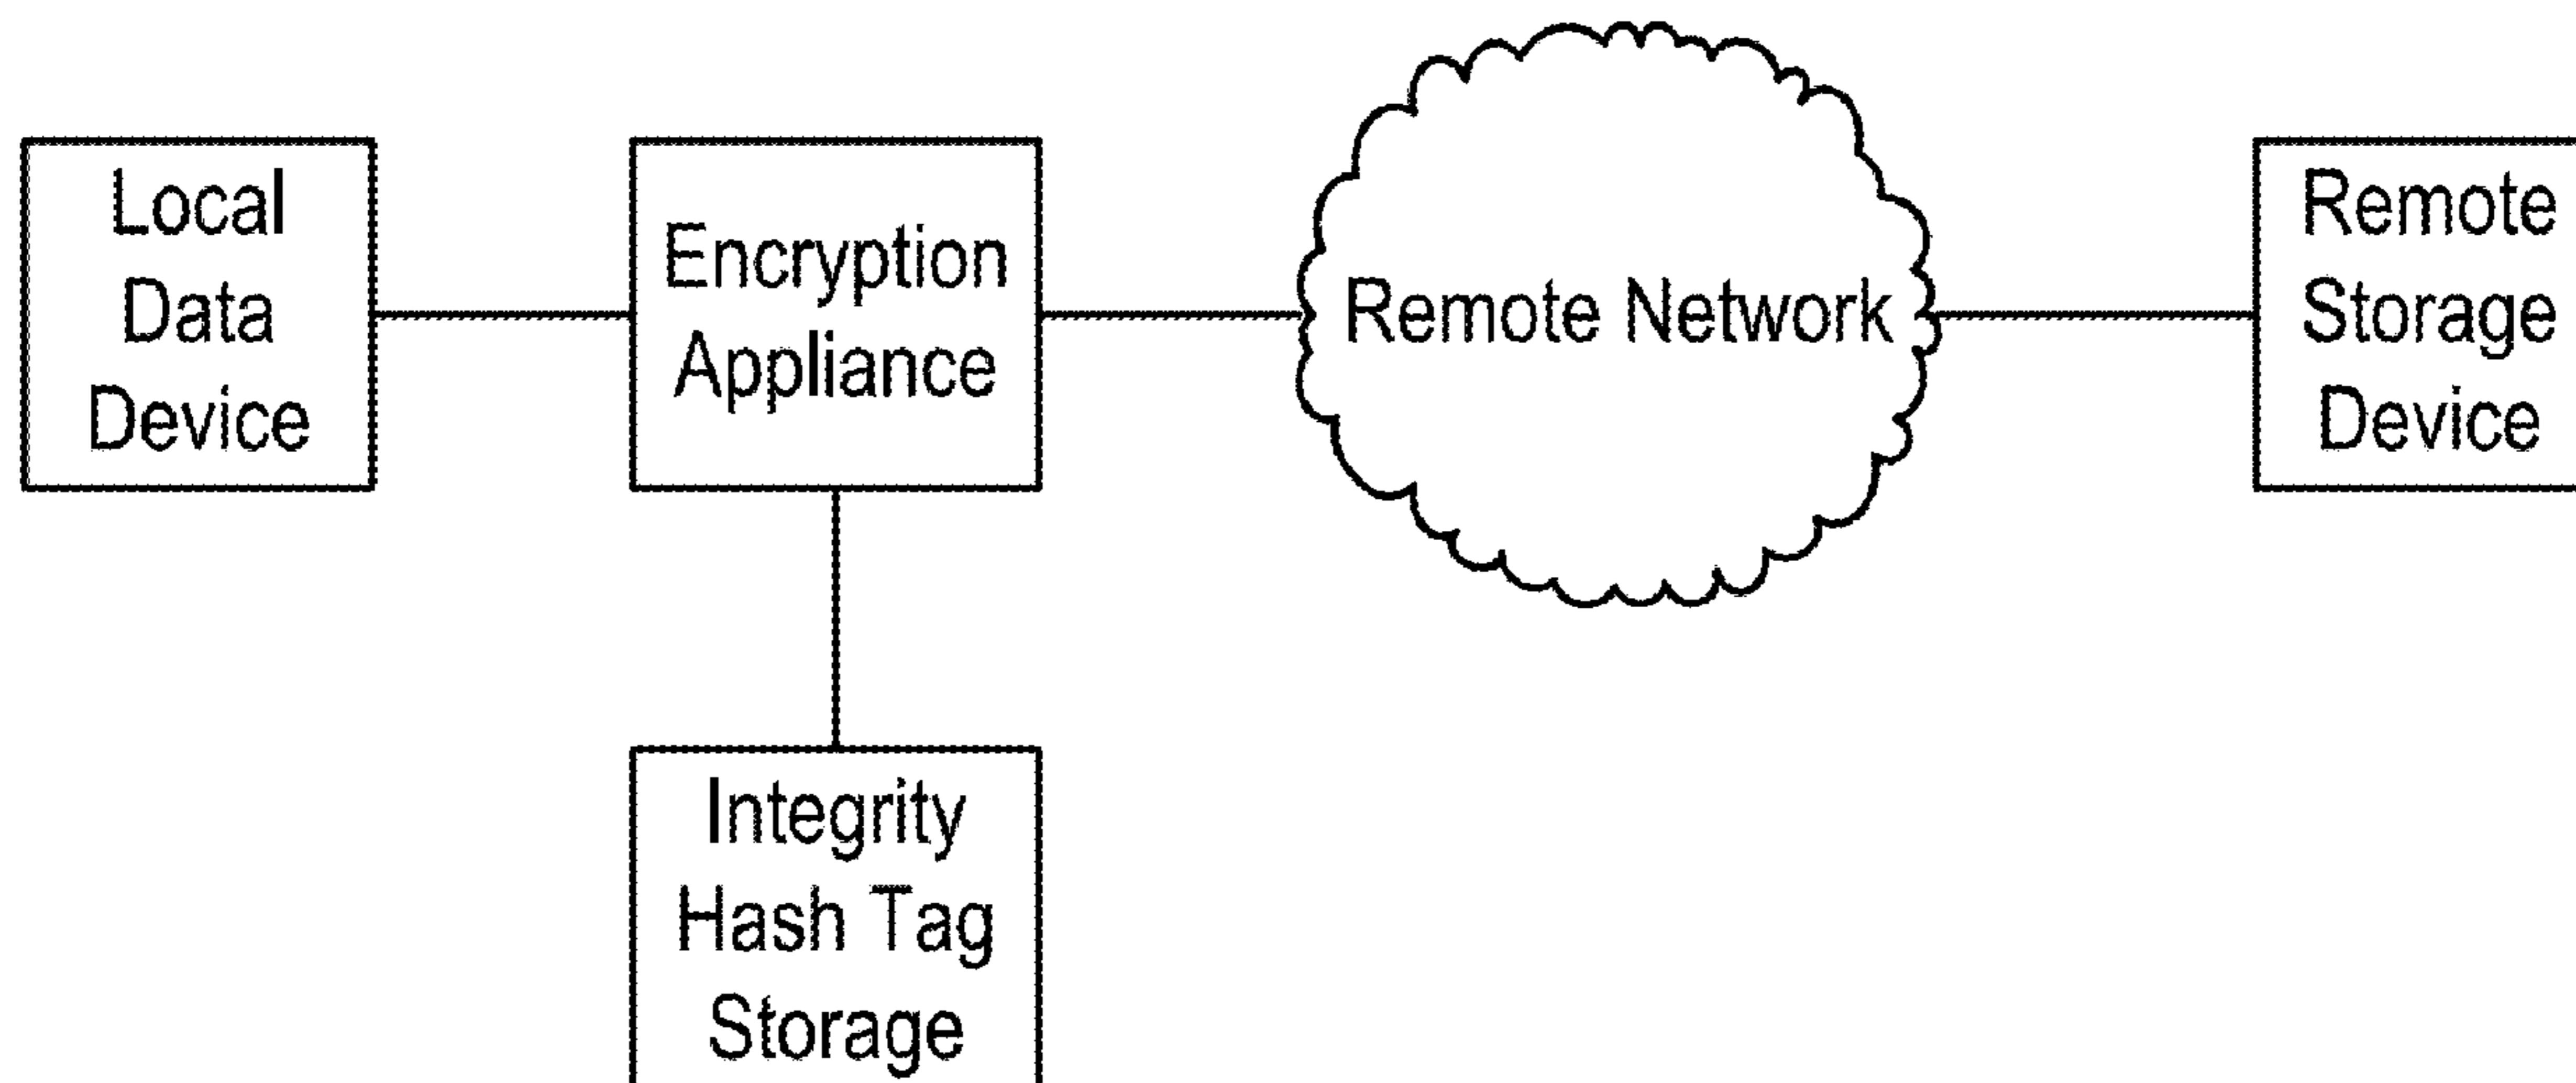 Local
Data
Device
Encryption
Appliance
Remote Network
Remote
Storage
Device
Integrity
Hash Tag
Storage